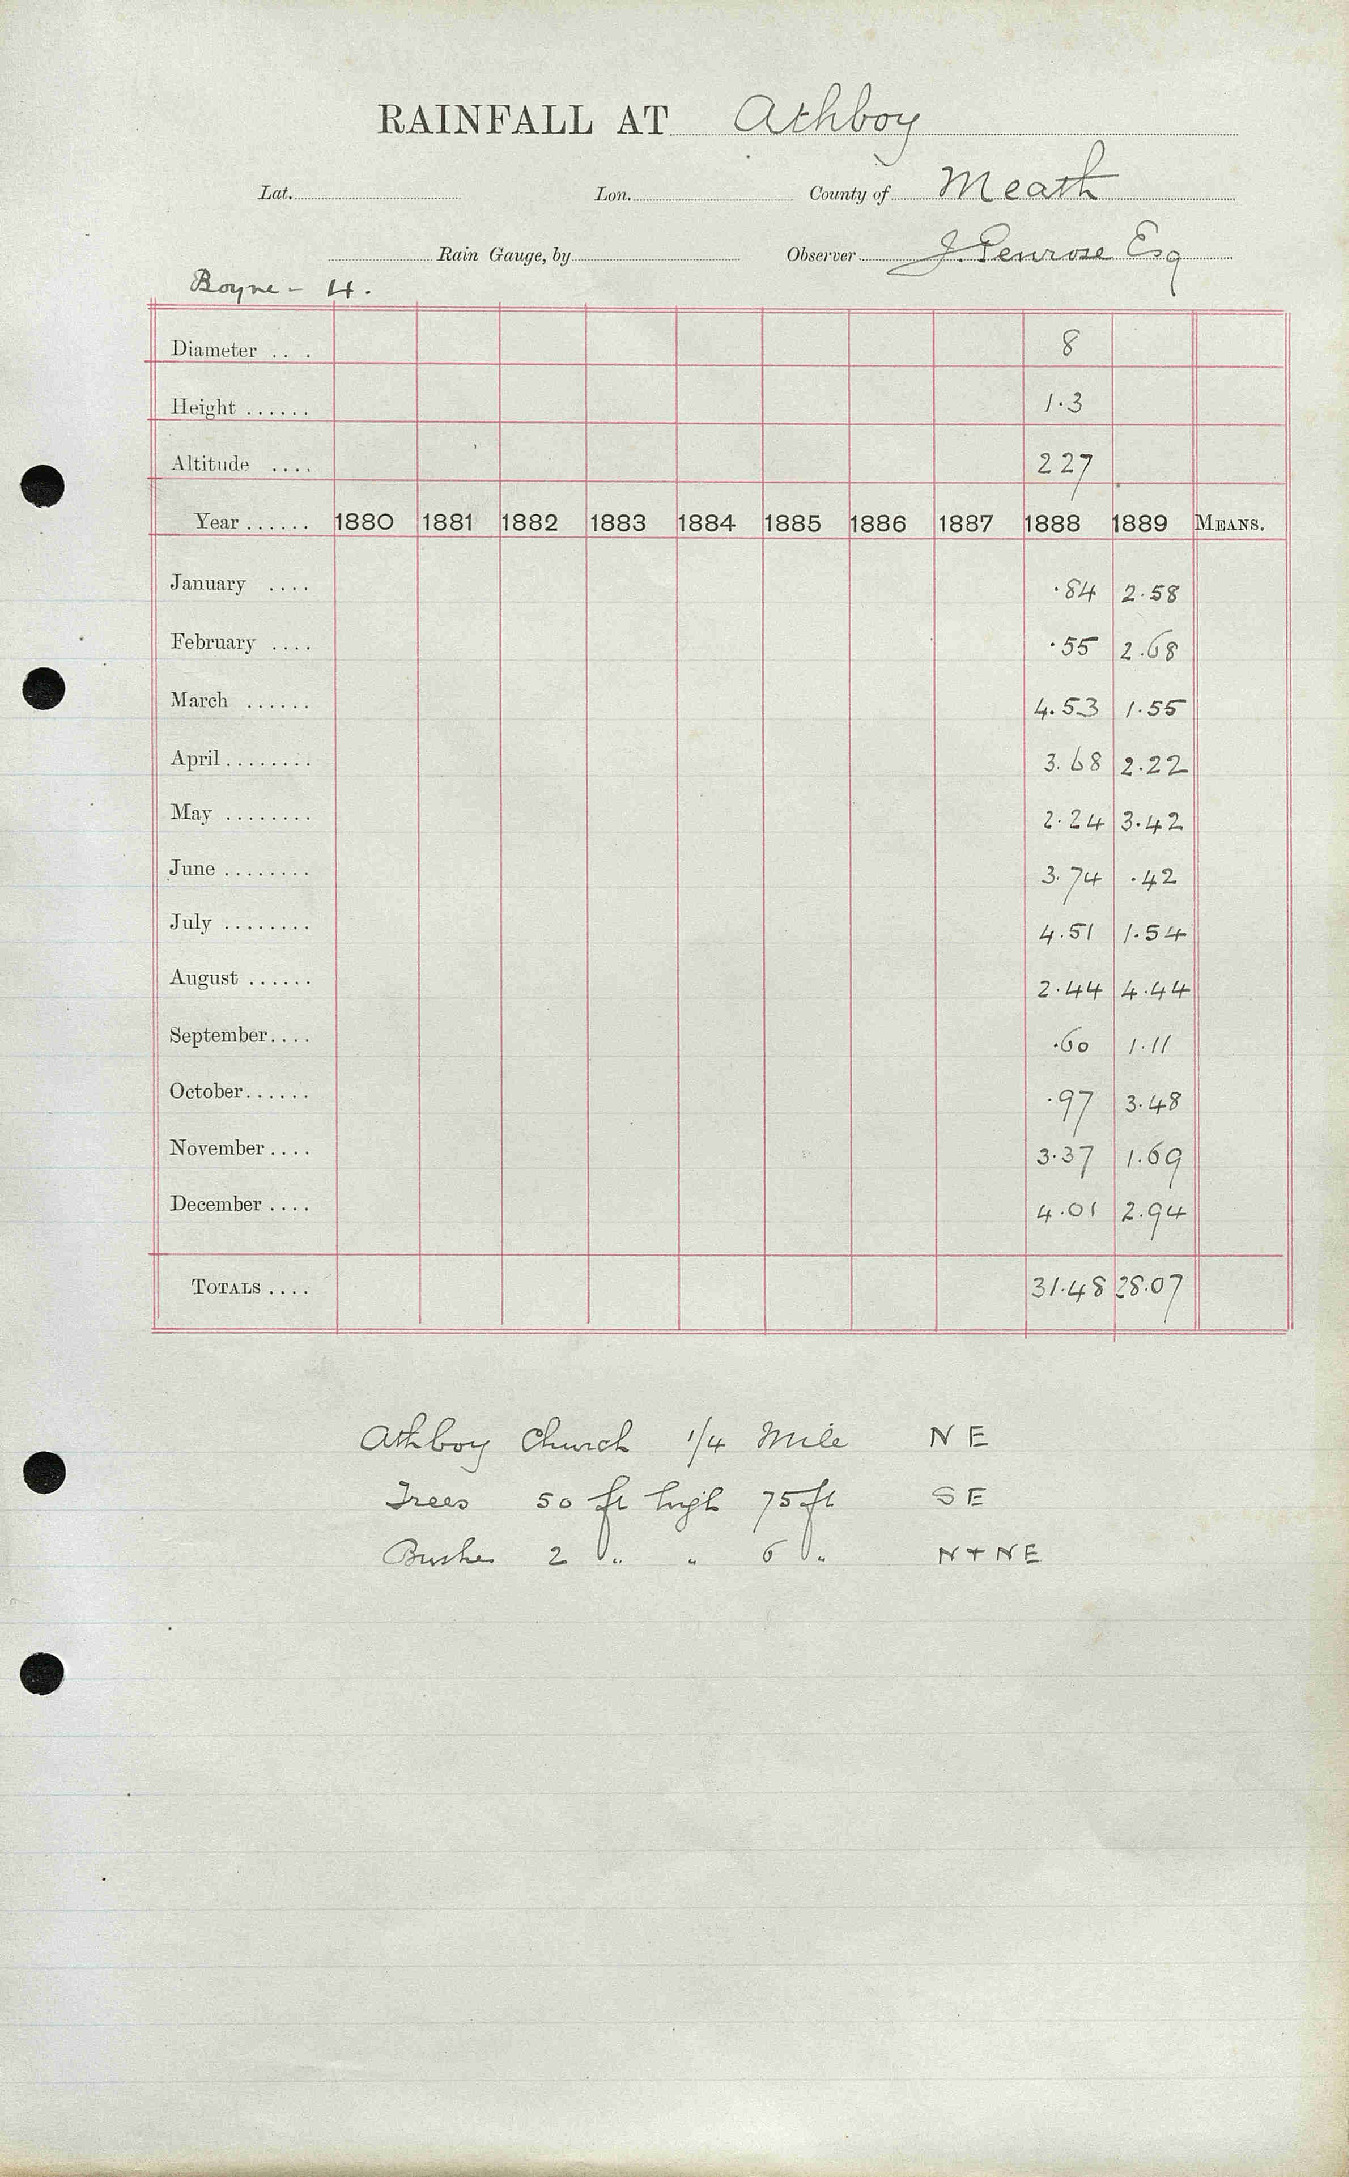 RAINFALL AT Athboy
Lat. Lon. County of Meath
Rain Gauge, by Observer J. Penrose Esq
Boyne - 4.
Diameter .. . 8
Height ...... 1.3
Altitude .... 227
Year ...... 1880 1881 1882 1883 1884 1885 1886 1887 1888 1889 MEANS.
January .... .84 2.58
February .... .55 2.68
March ...... 4.53 1.55
April ........ 3.68 2.22
May ........ 2.24 3.42
June ........ 3.74 .42
July ........ 4.51 1.54
August ...... 2.44 4.44
September.... .60 1.11
October...... .97 3.48
November .... 3.37 1.69
December .... 4.01 2.94
TOTALS .... 31.48 28.07
Athboy Church 1/4 Mile NE
Trees 50 ft high 75 ft SE
Bushes 2 " " 6 " N + NE